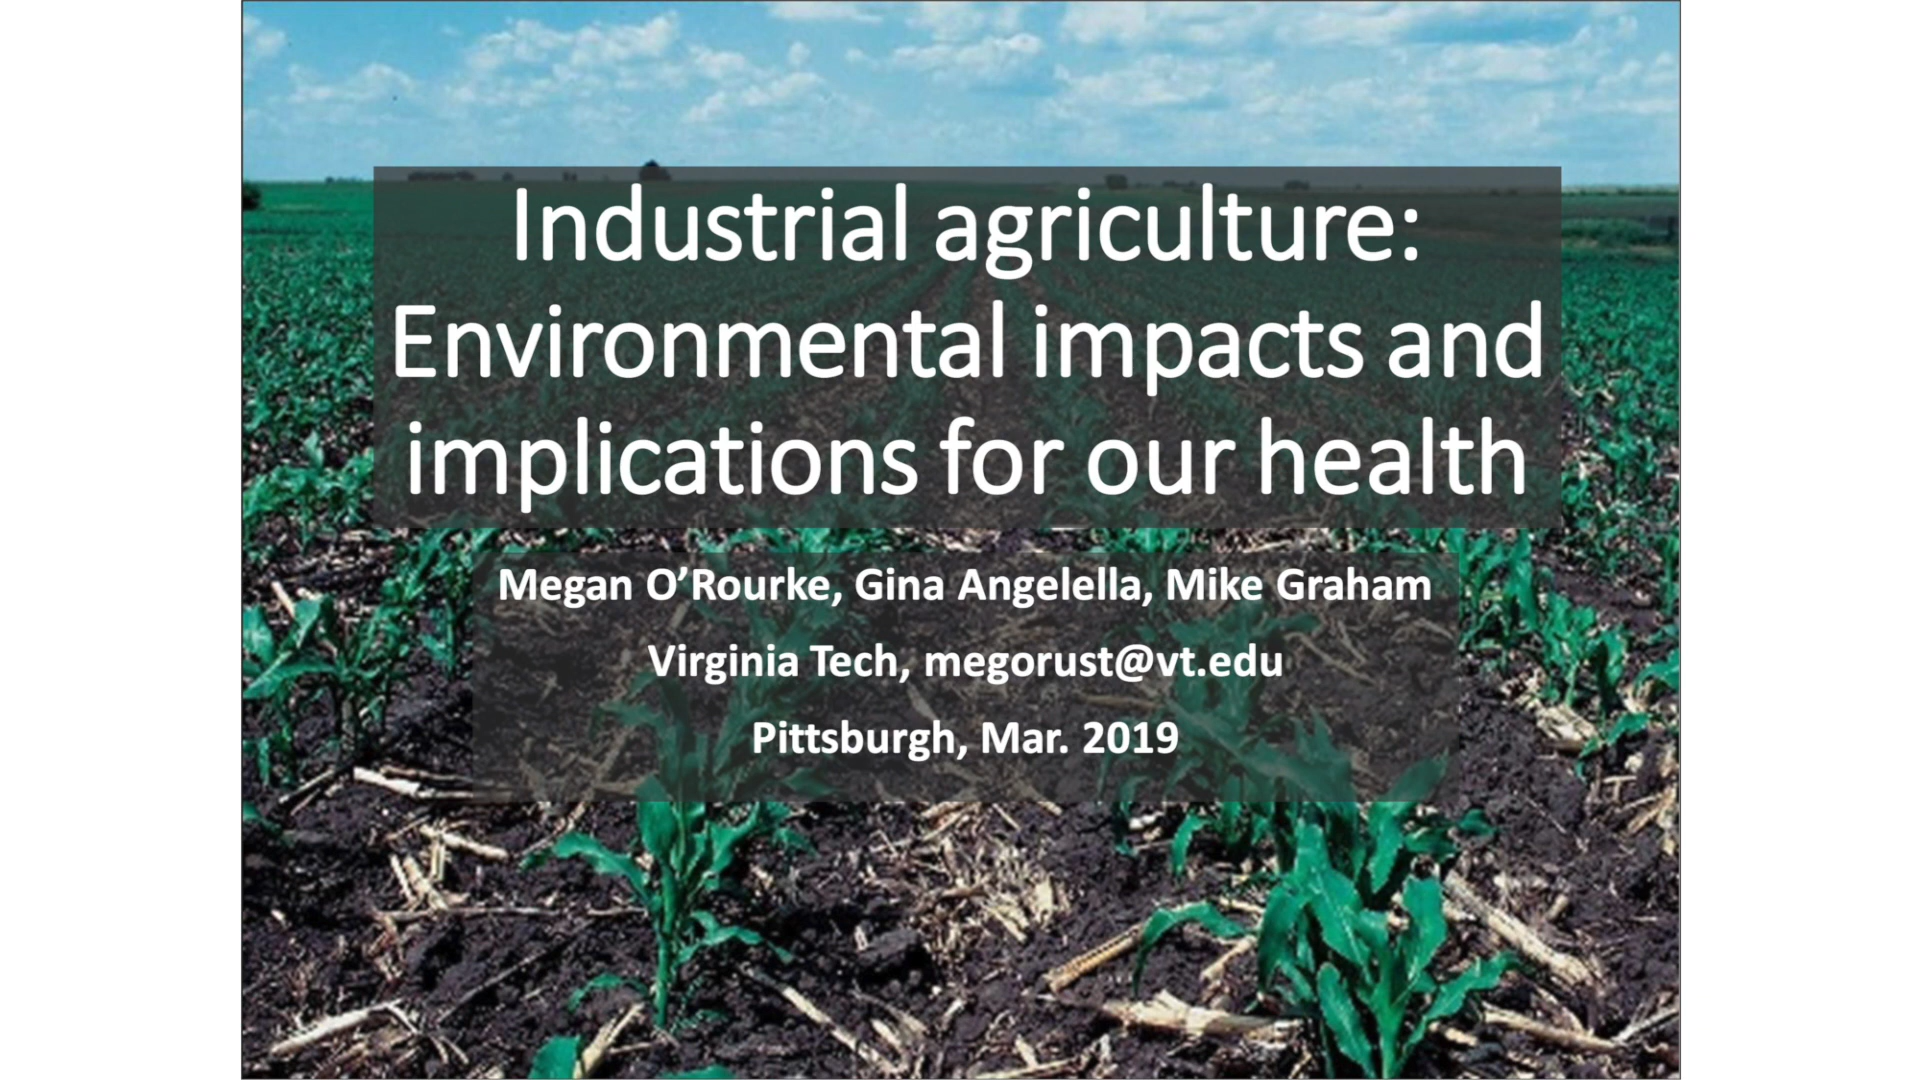 Industrial agriculture:
Environmental impacts and
implications for our health
Megan O’Rourke, Gina Angelella, Mike Graham
Virginia Tech, megorust@vt.edu
Pittsburgh, Mar. 2019